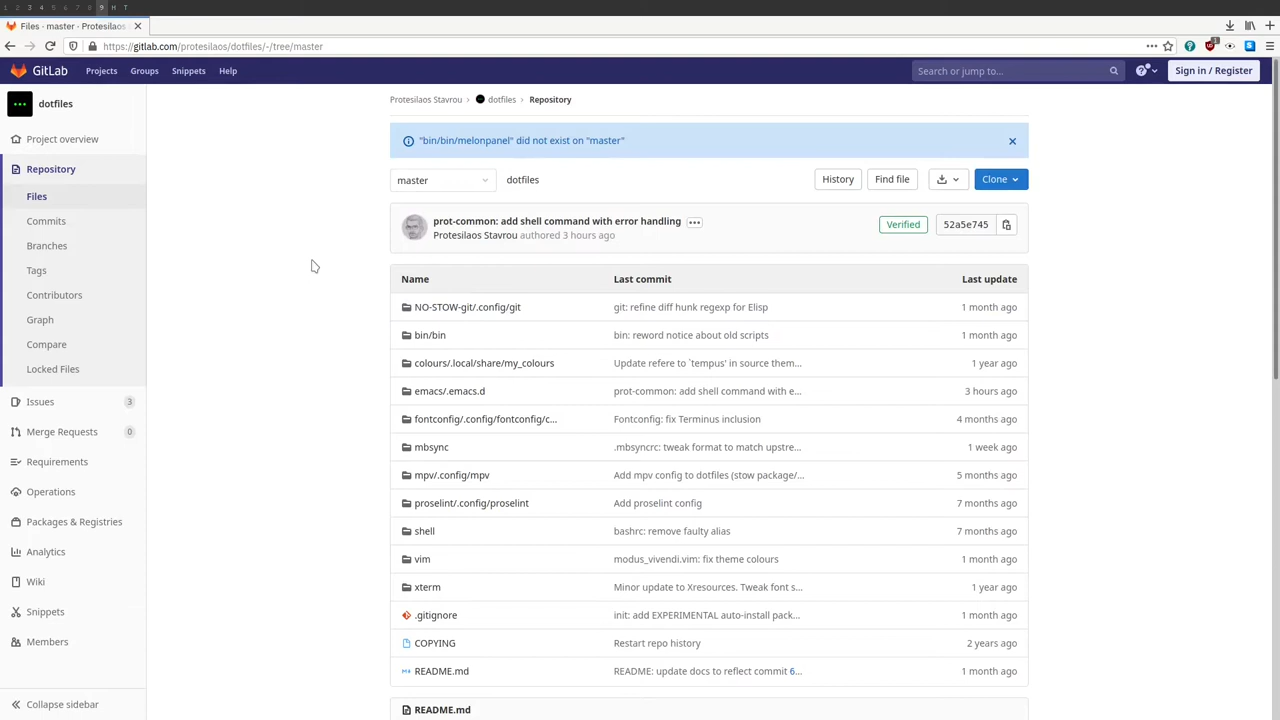 1 2 3 4 5 6 7 8 9 H T
Files · master · Protesilaos
https://gitlab.com/protesilaos/dotfiles/-/tree/master
GitLab Projects Groups Snippets Help Search or jump to... Sign in / Register
dotfiles
Project overview
Repository
Files
Commits
Branches
Tags
Contributors
Graph
Compare
Locked Files
Issues 3
Merge Requests 0
Requirements
Operations
Packages & Registries
Analytics
Wiki
Snippets
Members
Collapse sidebar
Protesilaos Stavrou › dotfiles › Repository
"bin/bin/melonpanel" did not exist on "master"
master dotfiles History Find file Clone
prot-common: add shell command with error handling
Protesilaos Stavrou authored 3 hours ago
Verified 52a5e745
Name Last commit Last update
NO-STOW-git/.config/git git: refine diff hunk regexp for Elisp 1 month ago
bin/bin bin: reword notice about old scripts 1 month ago
colours/.local/share/my_colours Update refere to `tempus' in source them... 1 year ago
emacs/.emacs.d prot-common: add shell command with e... 3 hours ago
fontconfig/.config/fontconfig/c... Fontconfig: fix Terminus inclusion 4 months ago
mbsync .mbsyncrc: tweak format to match upstre... 1 week ago
mpv/.config/mpv Add mpv config to dotfiles (stow package/... 5 months ago
proselint/.config/proselint Add proselint config 7 months ago
shell bashrc: remove faulty alias 7 months ago
vim modus_vivendi.vim: fix theme colours 1 month ago
xterm Minor update to Xresources. Tweak font s... 1 year ago
.gitignore init: add EXPERIMENTAL auto-install pack... 1 month ago
COPYING Restart repo history 2 years ago
README.md README: update docs to reflect commit 6... 1 month ago
README.md